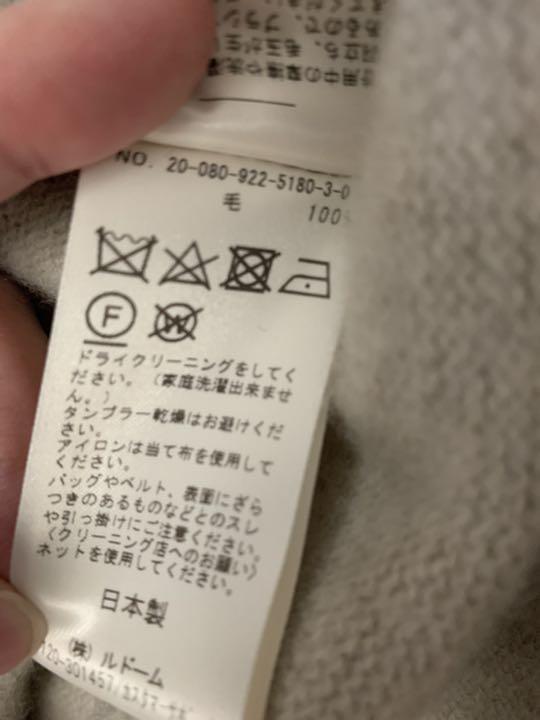 NO. 20-080-922-5180-3-0
毛 100%
F
W
ドライクリーニングをしてく
ださい。（家庭洗濯出来ませ
ん。）
タンブラー乾燥はお避けくだ
さい。
アイロンは当て布を使用して
ください。
バッグやベルト、表面にざら
つきのあるものなどとのスレ
や引っ掛けにご注意ください。
〈クリーニング店へのお願い〉
ネットを使用してください。
日本製
(株) ルドーム